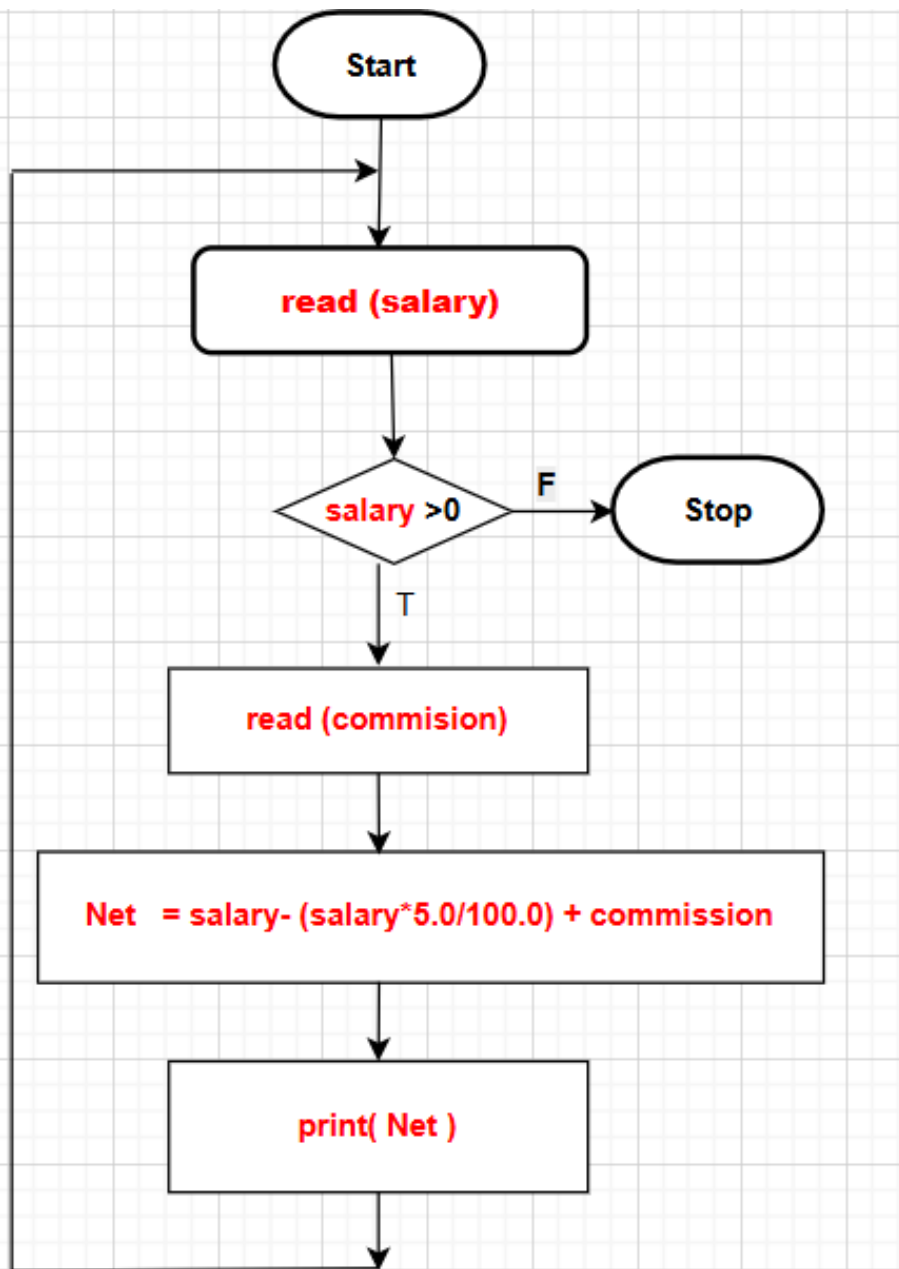 Start
read (salary)
salary >0
F
Stop
T
read (commision)
Net = salary- (salary*5.0/100.0) + commission
print( Net )